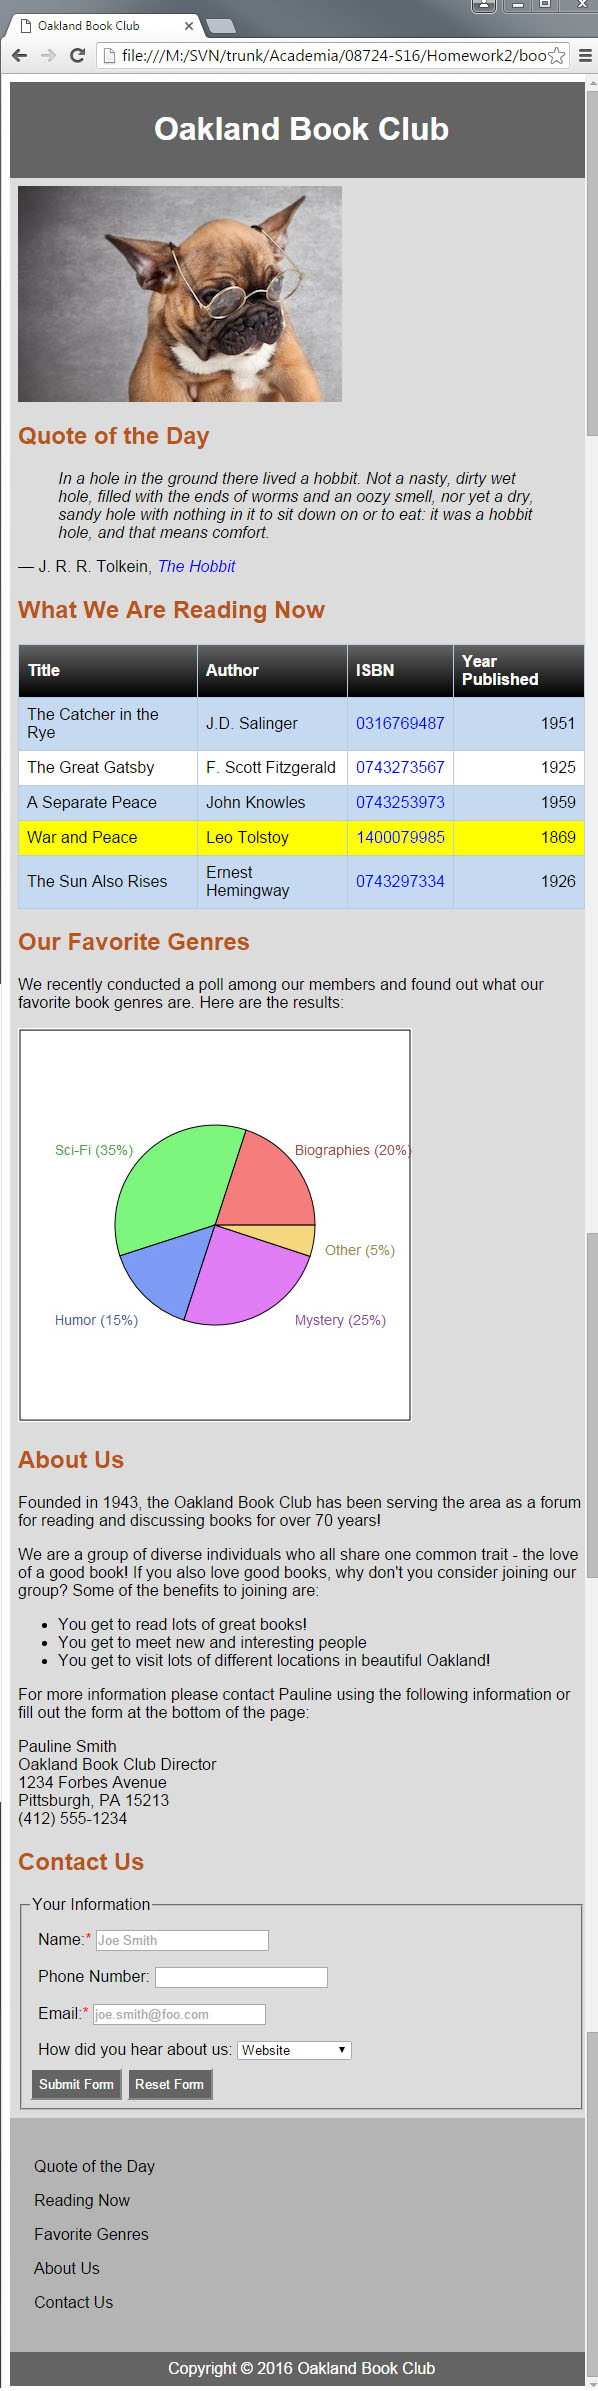 Oakland Book Club
file:///M:/SVN/trunk/Academia/08724-S16/Homework2/boo
Oakland Book Club
Quote of the Day
In a hole in the ground there lived a hobbit. Not a nasty, dirty wet
hole, filled with the ends of worms and an oozy smell, nor yet a dry,
sandy hole with nothing in it to sit down on or to eat: it was a hobbit
hole, and that means comfort.
— J. R. R. Tolkein, The Hobbit
What We Are Reading Now
Title Author ISBN Year
Published
The Catcher in the
Rye J.D. Salinger 0316769487 1951
The Great Gatsby F. Scott Fitzgerald 0743273567 1925
A Separate Peace John Knowles 0743253973 1959
War and Peace Leo Tolstoy 1400079985 1869
The Sun Also Rises Ernest
Hemingway 0743297334 1926
Our Favorite Genres
We recently conducted a poll among our members and found out what our
favorite book genres are. Here are the results:
Sci-Fi (35%) Biographies (20%)
Other (5%)
Humor (15%) Mystery (25%)
About Us
Founded in 1943, the Oakland Book Club has been serving the area as a forum
for reading and discussing books for over 70 years!
We are a group of diverse individuals who all share one common trait - the love
of a good book! If you also love good books, why don't you consider joining our
group? Some of the benefits to joining are:
• You get to read lots of great books!
• You get to meet new and interesting people
• You get to visit lots of different locations in beautiful Oakland!
For more information please contact Pauline using the following information or
fill out the form at the bottom of the page:
Pauline Smith
Oakland Book Club Director
1234 Forbes Avenue
Pittsburgh, PA 15213
(412) 555-1234
Contact Us
Your Information
Name:* Joe Smith
Phone Number:
Email:* joe.smith@foo.com
How did you hear about us: Website
Submit Form Reset Form
Quote of the Day
Reading Now
Favorite Genres
About Us
Contact Us
Copyright © 2016 Oakland Book Club